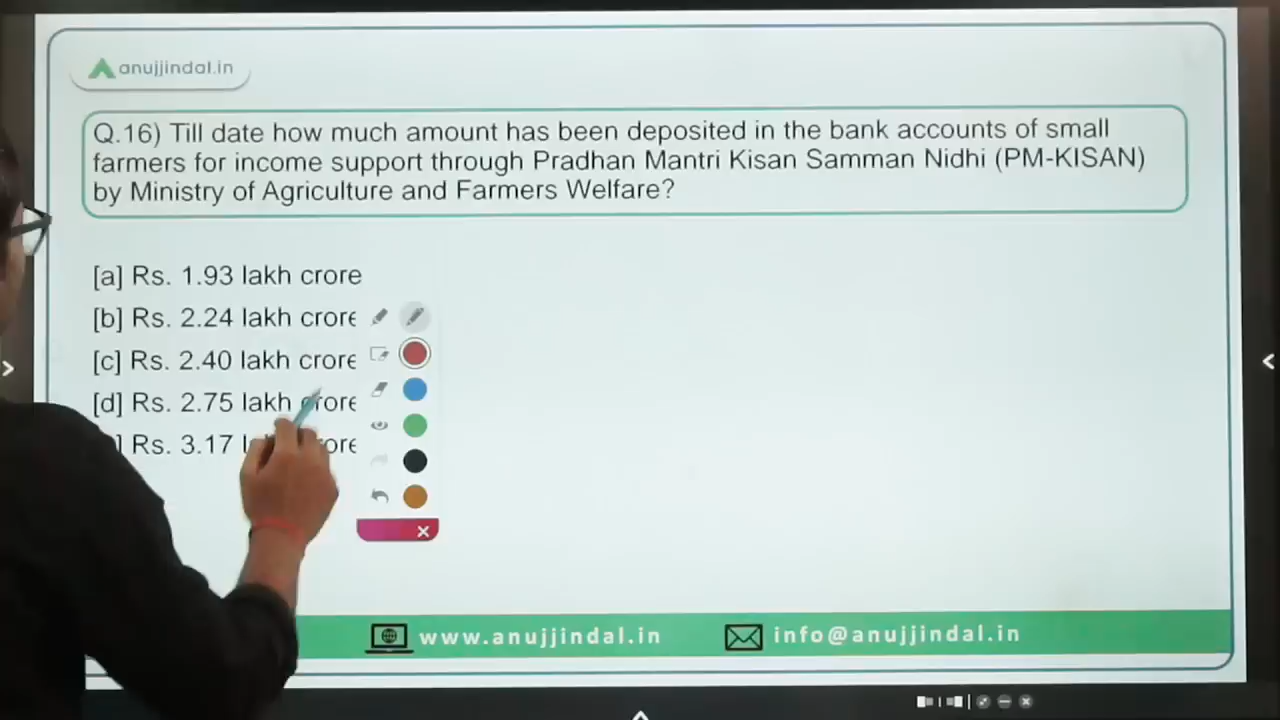 anujjindal.in
Q.16) Till date how much amount has been deposited in the bank accounts of small
farmers for income support through Pradhan Mantri Kisan Samman Nidhi (PM-KISAN)
by Ministry of Agriculture and Farmers Welfare?
[a] Rs. 1.93 lakh crore
[b] Rs. 2.24 lakh crore
[c] Rs. 2.40 lakh crore
[d] Rs. 2.75 lakh crore
] Rs. 3.17
www.anujjindal.in
info@anujjindal.in